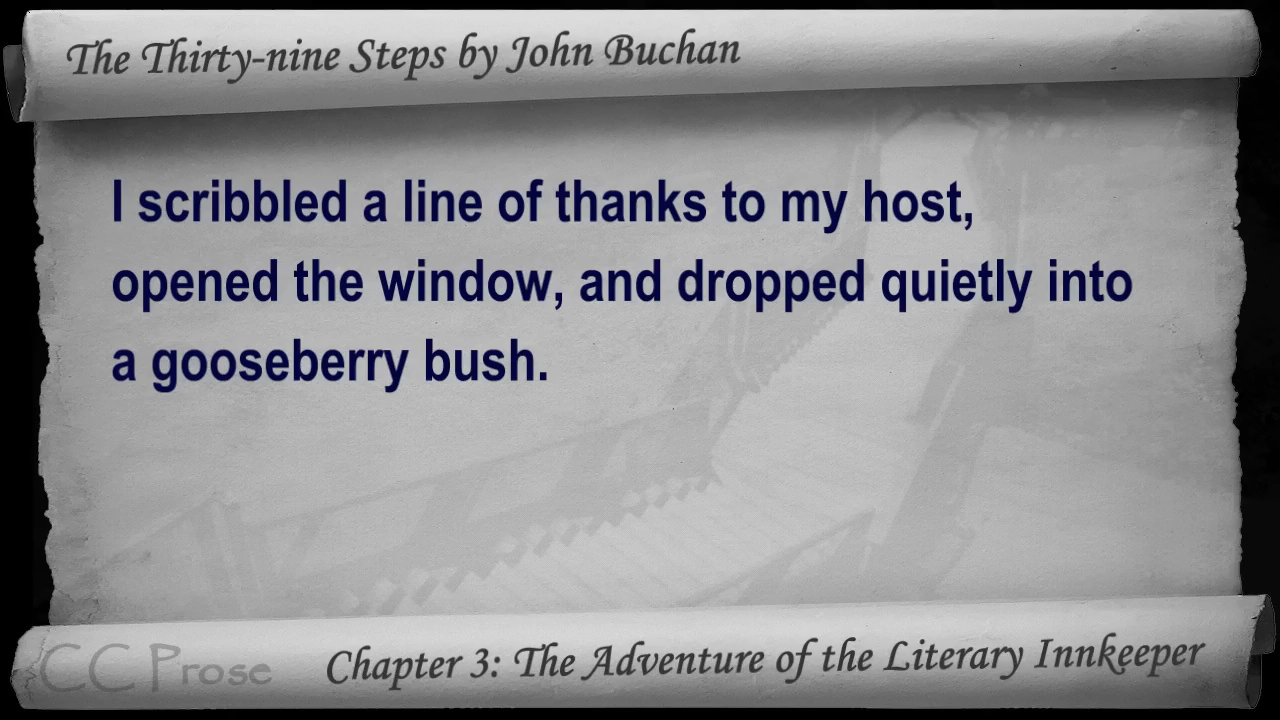 The Thirty-nine Steps by John Buchan
I scribbled a line of thanks to my host,
opened the window, and dropped quietly into
a gooseberry bush.
CC Prose
Chapter 3: The Adventure of the Literary Innkeeper